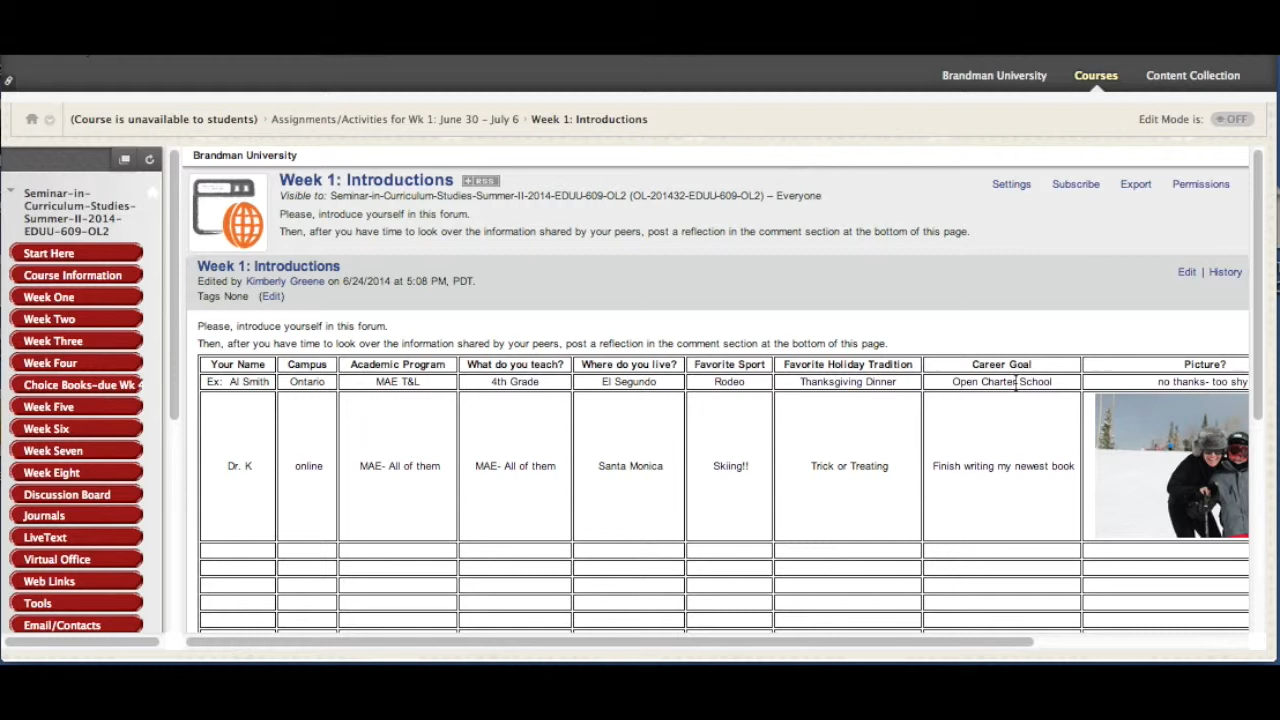 Brandman University
Courses
Content Collection
(Course is unavailable to students) Assignments/Activities for Wk 1: June 30 – July 6 Week 1: Introductions
Edit Mode is: OFF
Seminar-in-
Curriculum-Studies-
Summer-II-2014-
EDUU-609-OL2
Start Here
Course Information
Week One
Week Two
Week Three
Week Four
Choice Books-due Wk 4
Week Five
Week Six
Week Seven
Week Eight
Discussion Board
Journals
LiveText
Virtual Office
Web Links
Tools
Email/Contacts
Brandman University
Week 1: Introductions +RSS
Settings Subscribe Export Permissions
Visible to: Seminar-in-Curriculum-Studies-Summer-II-2014-EDUU-609-OL2 (OL-201432-EDUU-609-OL2) – Everyone
Please, introduce yourself in this forum.
Then, after you have time to look over the information shared by your peers, post a reflection in the comment section at the bottom of this page.
Week 1: Introductions
Edit | History
Edited by Kimberly Greene on 6/24/2014 at 5:08 PM, PDT.
Tags None (Edit)
Please, introduce yourself in this forum.
Then, after you have time to look over the information shared by your peers, post a reflection in the comment section at the bottom of this page.
Your Name Campus Academic Program What do you teach? Where do you live? Favorite Sport Favorite Holiday Tradition Career Goal Picture?
Ex: Al Smith Ontario MAE T&L 4th Grade El Segundo Rodeo Thanksgiving Dinner Open Charter School no thanks- too shy
Dr. K online MAE- All of them MAE- All of them Santa Monica Skiing!! Trick or Treating Finish writing my newest book